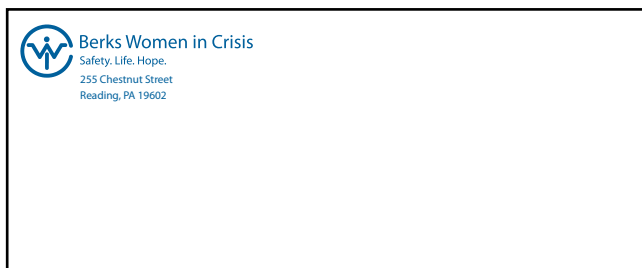 Berks Women in Crisis
Safety. Life. Hope.
255 Chestnut Street
Reading, PA 19602